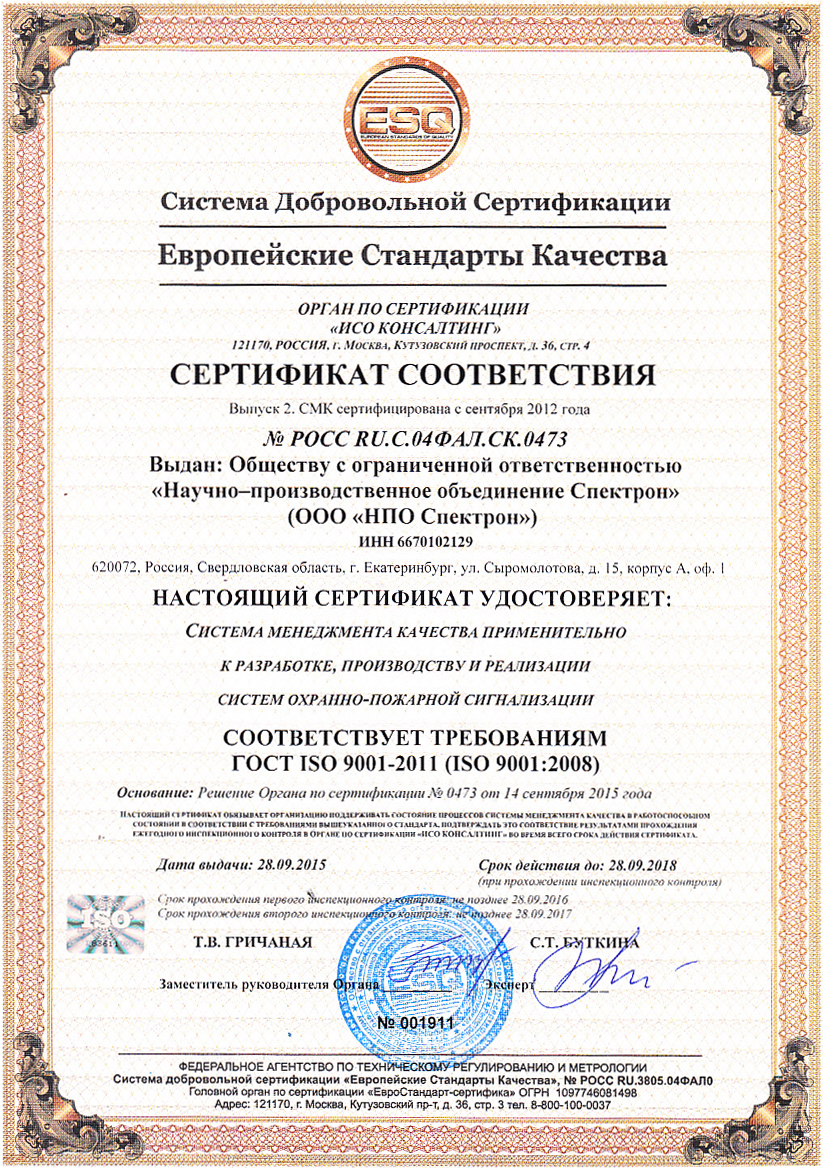 ESQ
EUROPEAN STANDARDS OF QUALITY
Система Добровольной Сертификации
Европейские Стандарты Качества
ОРГАН ПО СЕРТИФИКАЦИИ
«ИСО КОНСАЛТИНГ»
121170, РОССИЯ, г. Москва, Кутузовский проспект, д. 36, стр. 4
СЕРТИФИКАТ СООТВЕТСТВИЯ
Выпуск 2. СМК сертифицирована с сентября 2012 года
№ РОСС RU.С.04ФАЛ.СК.0473
Выдан: Обществу с ограниченной ответственностью
«Научно–производственное объединение Спектрон»
(ООО «НПО Спектрон»)
ИНН 6670102129
620072, Россия, Свердловская область, г. Екатеринбург, ул. Сыромолотова, д. 15, корпус А, оф. 1
НАСТОЯЩИЙ СЕРТИФИКАТ УДОСТОВЕРЯЕТ:
Система менеджмента качества применительно
к разработке, производству и реализации
систем охранно-пожарной сигнализации
СООТВЕТСТВУЕТ ТРЕБОВАНИЯМ
ГОСТ ISO 9001-2011 (ISO 9001:2008)
Основание: Решение Органа по сертификации № 0473 от 14 сентября 2015 года
Настоящий сертификат обязывает организацию поддерживать состояние процессов системы менеджмента качества в работоспособном
состоянии в соответствии с требованиями вышеуказанного стандарта, подтверждать это соответствие результатами прохождения
ежегодного инспекционного контроля в Органе по сертификации «ИСО КОНСАЛТИНГ» во время всего срока действия сертификата.
Дата выдачи: 28.09.2015 Срок действия до: 28.09.2018
(при прохождении инспекционного контроля)
Срок прохождения первого инспекционного контроля: не позднее 28.09.2016
Срок прохождения второго инспекционного контроля: не позднее 28.09.2017
ISO
Т.В. ГРИЧАНАЯ С.Т. БУТКИНА
Заместитель руководителя Органа Эксперт
ESQ
№ 001911
ФЕДЕРАЛЬНОЕ АГЕНТСТВО ПО ТЕХНИЧЕСКОМУ РЕГУЛИРОВАНИЮ И МЕТРОЛОГИИ
Система добровольной сертификации «Европейские Стандарты Качества», № РОСС RU.3805.04ФАЛ0
Головной орган по сертификации «ЕвроСтандарт-сертифика» ОГРН 1097746081498
Адрес: 121170, г. Москва, Кутузовский пр-т, д. 36, стр. 3 тел. 8-800-100-0037